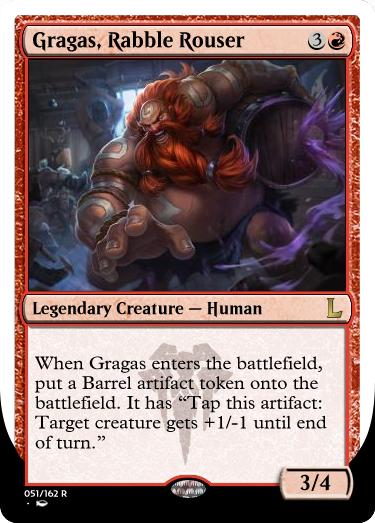 Gragas, Rabble Rouser 3
Legendary Creature — Human L
When Gragas enters the battlefield,
put a Barrel artifact token onto the
battlefield. It has “Tap this artifact:
Target creature gets +1/-1 until end
of turn.”
3/4
051/162 R